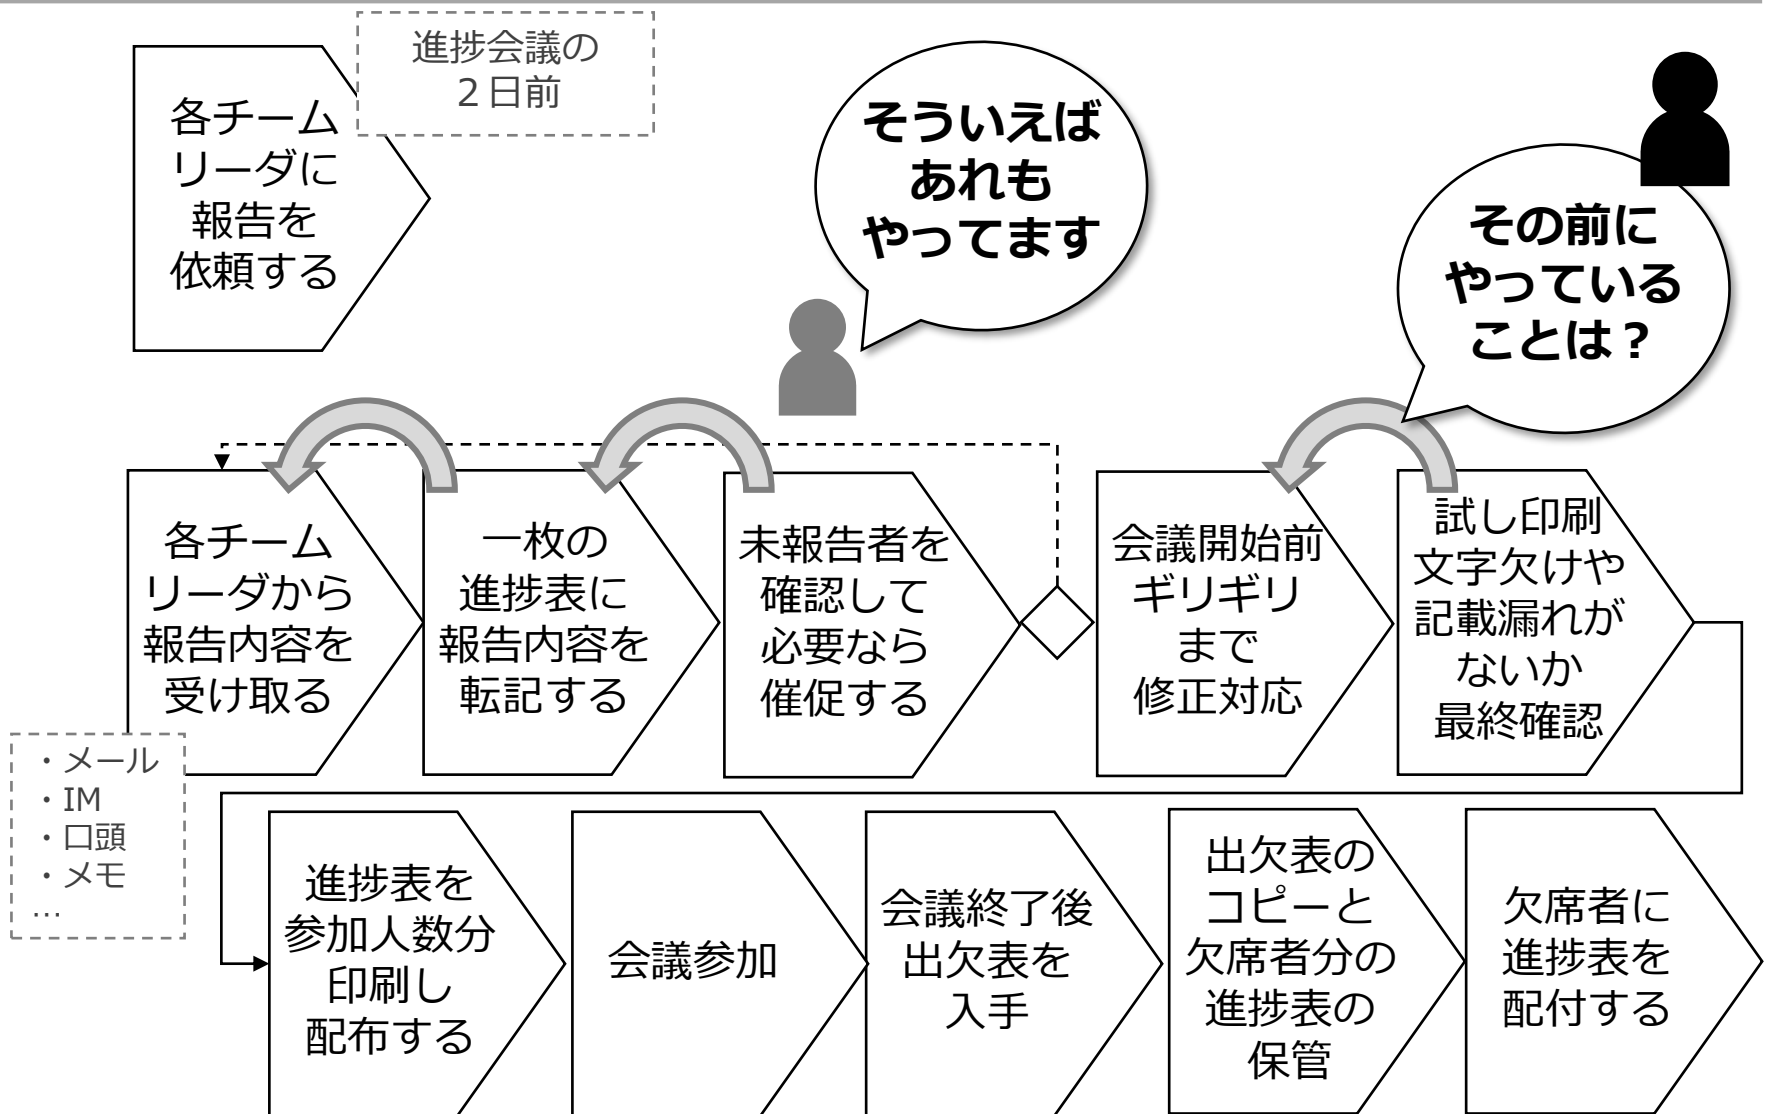 各チーム
リーダに
報告を
依頼する
進捗会議の
２日前
そういえば
あれも
やってます
その前に
やっている
ことは？
各チーム
リーダから
報告内容を
受け取る
一枚の
進捗表に
報告内容を
転記する
未報告者を
確認して
必要なら
催促する
会議開始前
ギリギリ
まで
修正対応
試し印刷
文字欠けや
記載漏れが
ないか
最終確認
・メール
・IM
・口頭
・メモ
…
進捗表を
参加人数分
印刷し
配布する
会議参加
会議終了後
出欠表を
入手
出欠表の
コピーと
欠席者分の
進捗表の
保管
欠席者に
進捗表を
配付する